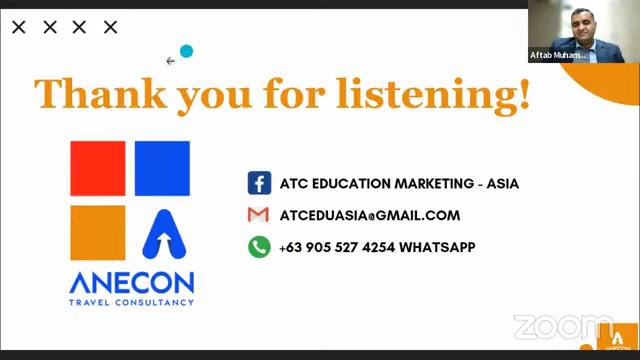 Aftab Muham...
Thank you for listening!
ATC EDUCATION MARKETING - ASIA
ATCEDUASIA@GMAIL.COM
+63 905 527 4254 WHATSAPP
ANECON
TRAVEL CONSULTANCY
zoom
ANECON